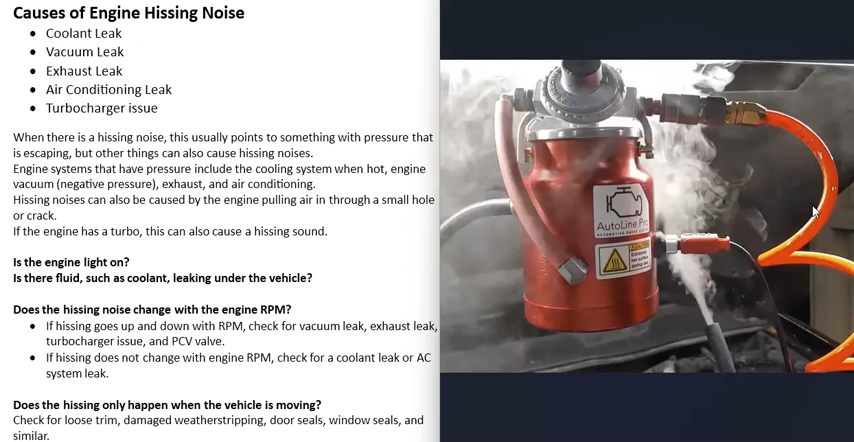 Causes of Engine Hissing Noise
• Coolant Leak
• Vacuum Leak
• Exhaust Leak
• Air Conditioning Leak
• Turbocharger issue
When there is a hissing noise, this usually points to something with pressure that
is escaping, but other things can also cause hissing noises.
Engine systems that have pressure include the cooling system when hot, engine
vacuum (negative pressure), exhaust, and air conditioning.
Hissing noises can also be caused by the engine pulling air in through a small hole
or crack.
If the engine has a turbo, this can also cause a hissing sound.
Is the engine light on?
Is there fluid, such as coolant, leaking under the vehicle?
Does the hissing noise change with the engine RPM?
• If hissing goes up and down with RPM, check for vacuum leak, exhaust leak,
turbocharger issue, and PCV valve.
• If hissing does not change with engine RPM, check for a coolant leak or AC
system leak.
Does the hissing only happen when the vehicle is moving?
Check for loose trim, damaged weatherstripping, door seals, window seals, and
similar.
AutoLine Pro